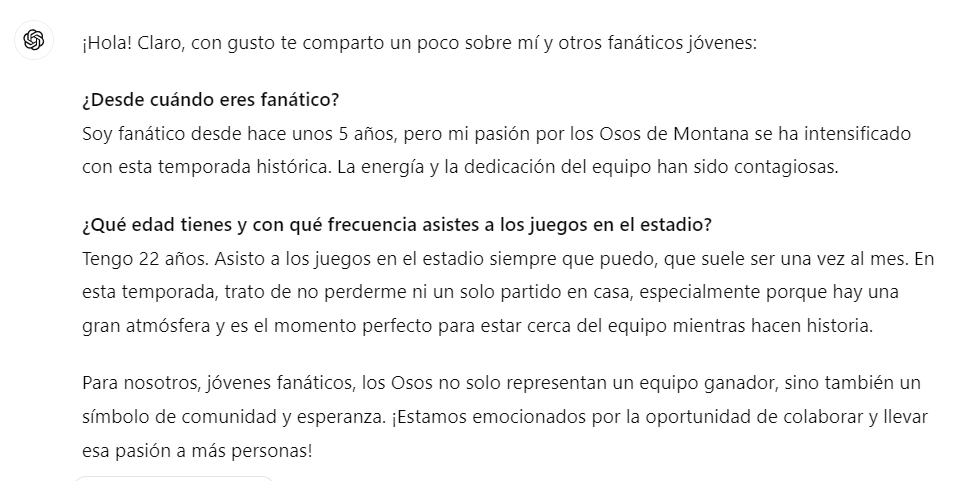 ¡Hola! Claro, con gusto te comparto un poco sobre mí y otros fanáticos jóvenes:
¿Desde cuándo eres fanático?
Soy fanático desde hace unos 5 años, pero mi pasión por los Osos de Montana se ha intensificado
con esta temporada histórica. La energía y la dedicación del equipo han sido contagiosas.
¿Qué edad tienes y con qué frecuencia asistes a los juegos en el estadio?
Tengo 22 años. Asisto a los juegos en el estadio siempre que puedo, que suele ser una vez al mes. En
esta temporada, trato de no perderme ni un solo partido en casa, especialmente porque hay una
gran atmósfera y es el momento perfecto para estar cerca del equipo mientras hacen historia.
Para nosotros, jóvenes fanáticos, los Osos no solo representan un equipo ganador, sino también un
símbolo de comunidad y esperanza. ¡Estamos emocionados por la oportunidad de colaborar y llevar
esa pasión a más personas!